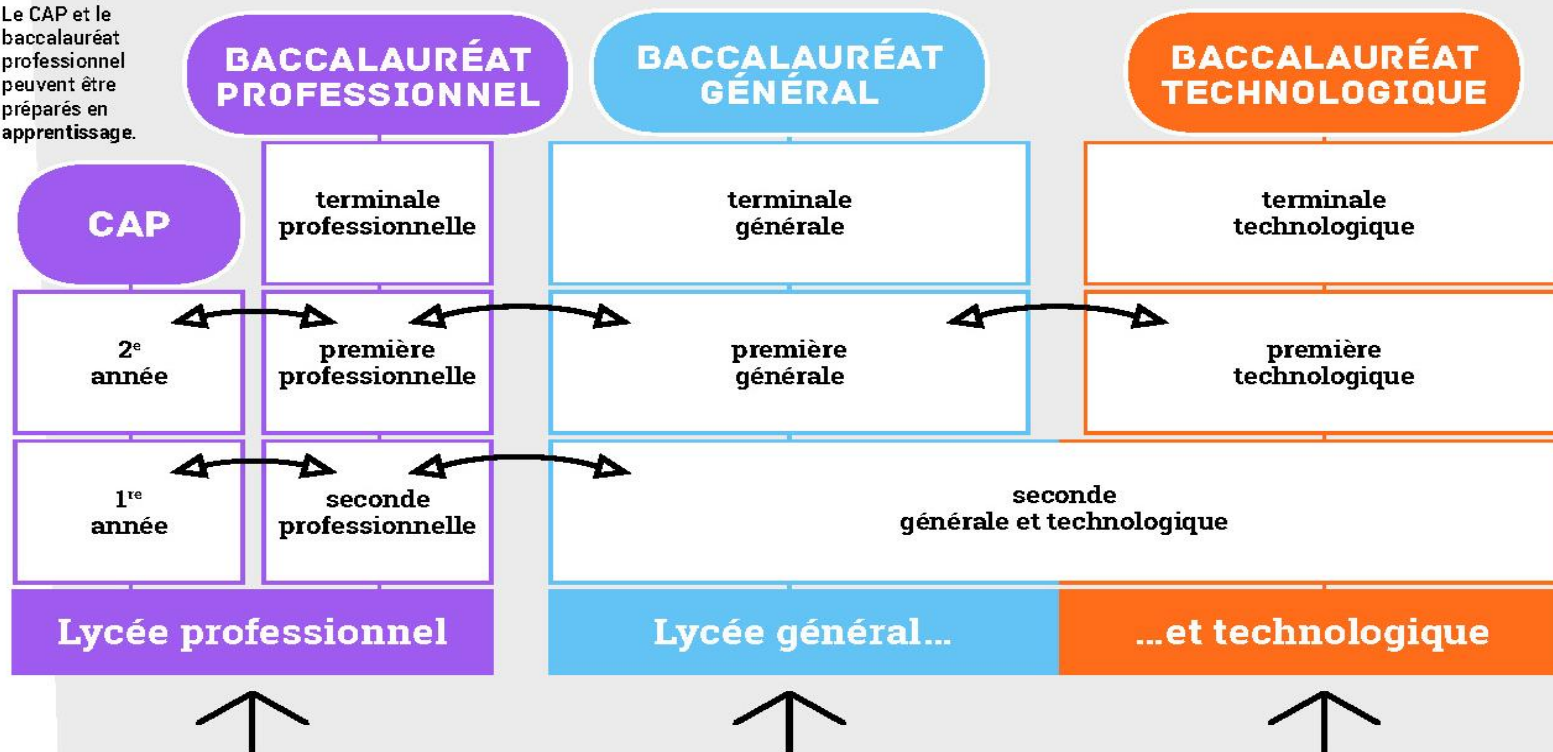 Le CAP et le
baccalauréat
professionnel
peuvent être
préparés en
apprentissage.
BACCALAURÉAT
PROFESSIONNEL
BACCALAURÉAT
GÉNÉRAL
BACCALAURÉAT
TECHNOLOGIQUE
CAP
terminale
professionnelle
terminale
générale
terminale
technologique
2e
année
première
professionnelle
première
générale
première
technologique
1re
année
seconde
professionnelle
seconde
générale et technologique
Lycée professionnel
Lycée général...
...et technologique